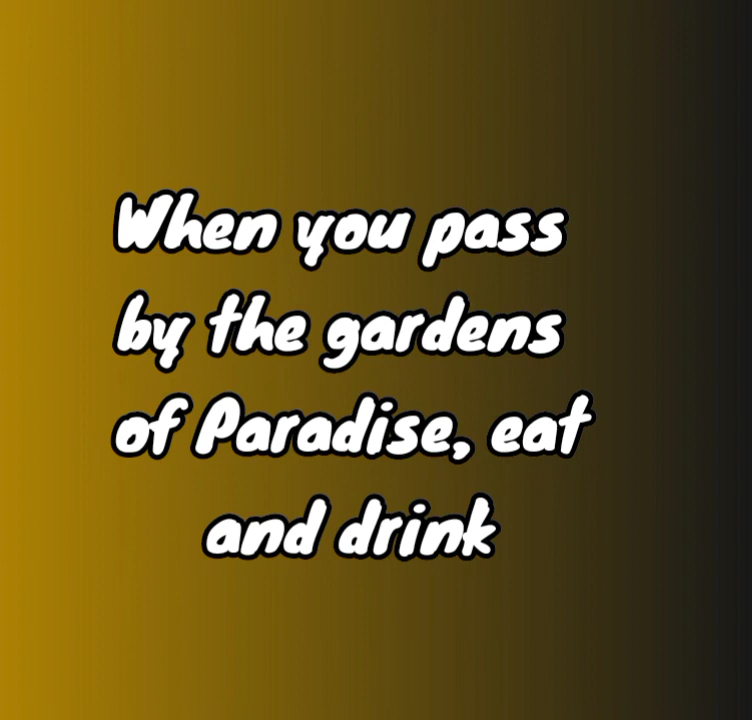 When you pass
by the gardens
of Paradise, eat
and drink